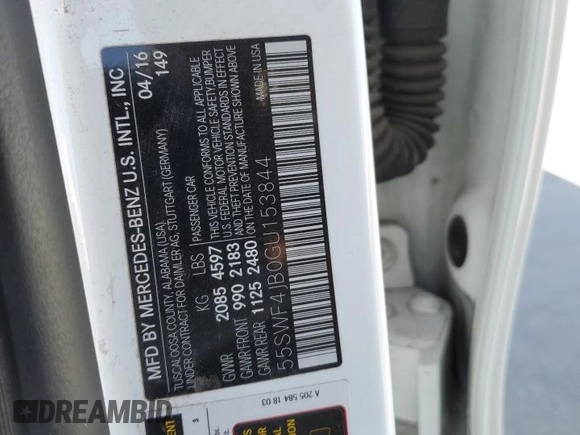 MFD BY MERCEDES-BENZ U.S. INTL., INC
TUSCALOOSA COUNTY, ALABAMA (USA)
UNDER CONTRACT FOR DAIMLER AG, STUTTGART (GERMANY)
04/16
149
KG LBS
GVWR 2085 4597
GAWR FRONT 990 2183
GAWR REAR 1125 2480
PASSENGER CAR
THIS VEHICLE CONFORMS TO ALL APPLICABLE
U.S. FEDERAL MOTOR VEHICLE SAFETY, BUMPER
AND THEFT PREVENTION STANDARDS IN EFFECT
ON THE DATE OF MANUFACTURE SHOWN ABOVE
MADE IN USA
55SWF4JB0GU153844
A 205 584 18 03
3
DREAMBID